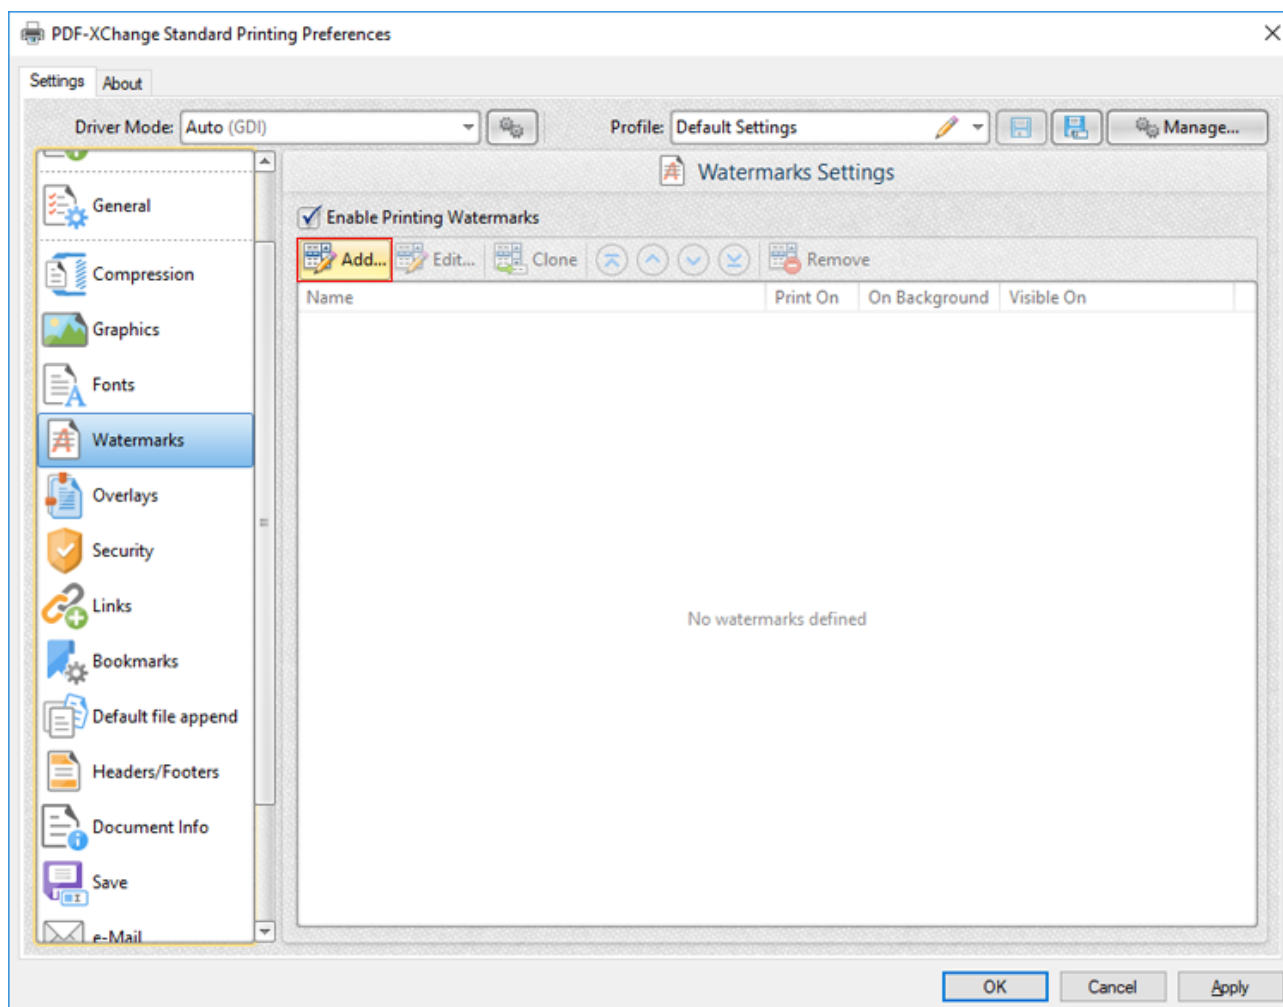 PDF-XChange Standard Printing Preferences
Settings About
Driver Mode: Auto (GDI) Profile: Default Settings Manage...
Watermarks Settings
General
Enable Printing Watermarks
Add... Edit... Clone Remove
Compression
Name Print On On Background Visible On
Graphics
Fonts
Watermarks
Overlays
Security
Links
No watermarks defined
Bookmarks
Default file append
Headers/Footers
Document Info
Save
e-Mail
OK Cancel Apply